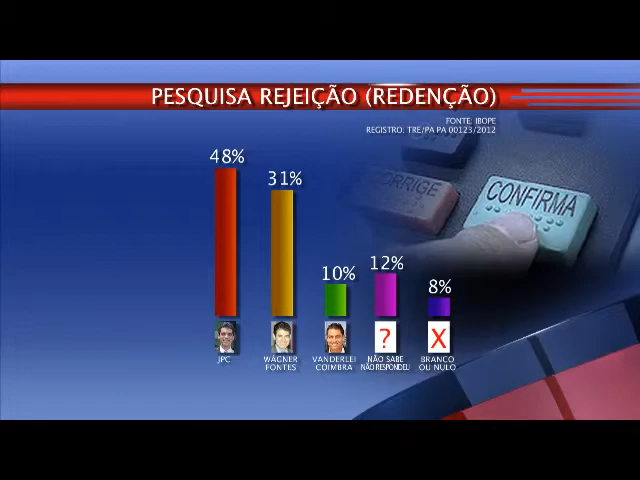 PESQUISA REJEIÇÃO (REDENÇÃO)
FONTE: IBOPE
REGISTRO: TRE/PA PA 00123/2012
CORRIGE
CONFIRMA
48%
31%
10%
12%
8%
?
X
JPC
WAGNER
FONTES
VANDERLEI
COIMBRA
NÃO SABE
NÃO RESPONDEU
BRANCO
OU NULO